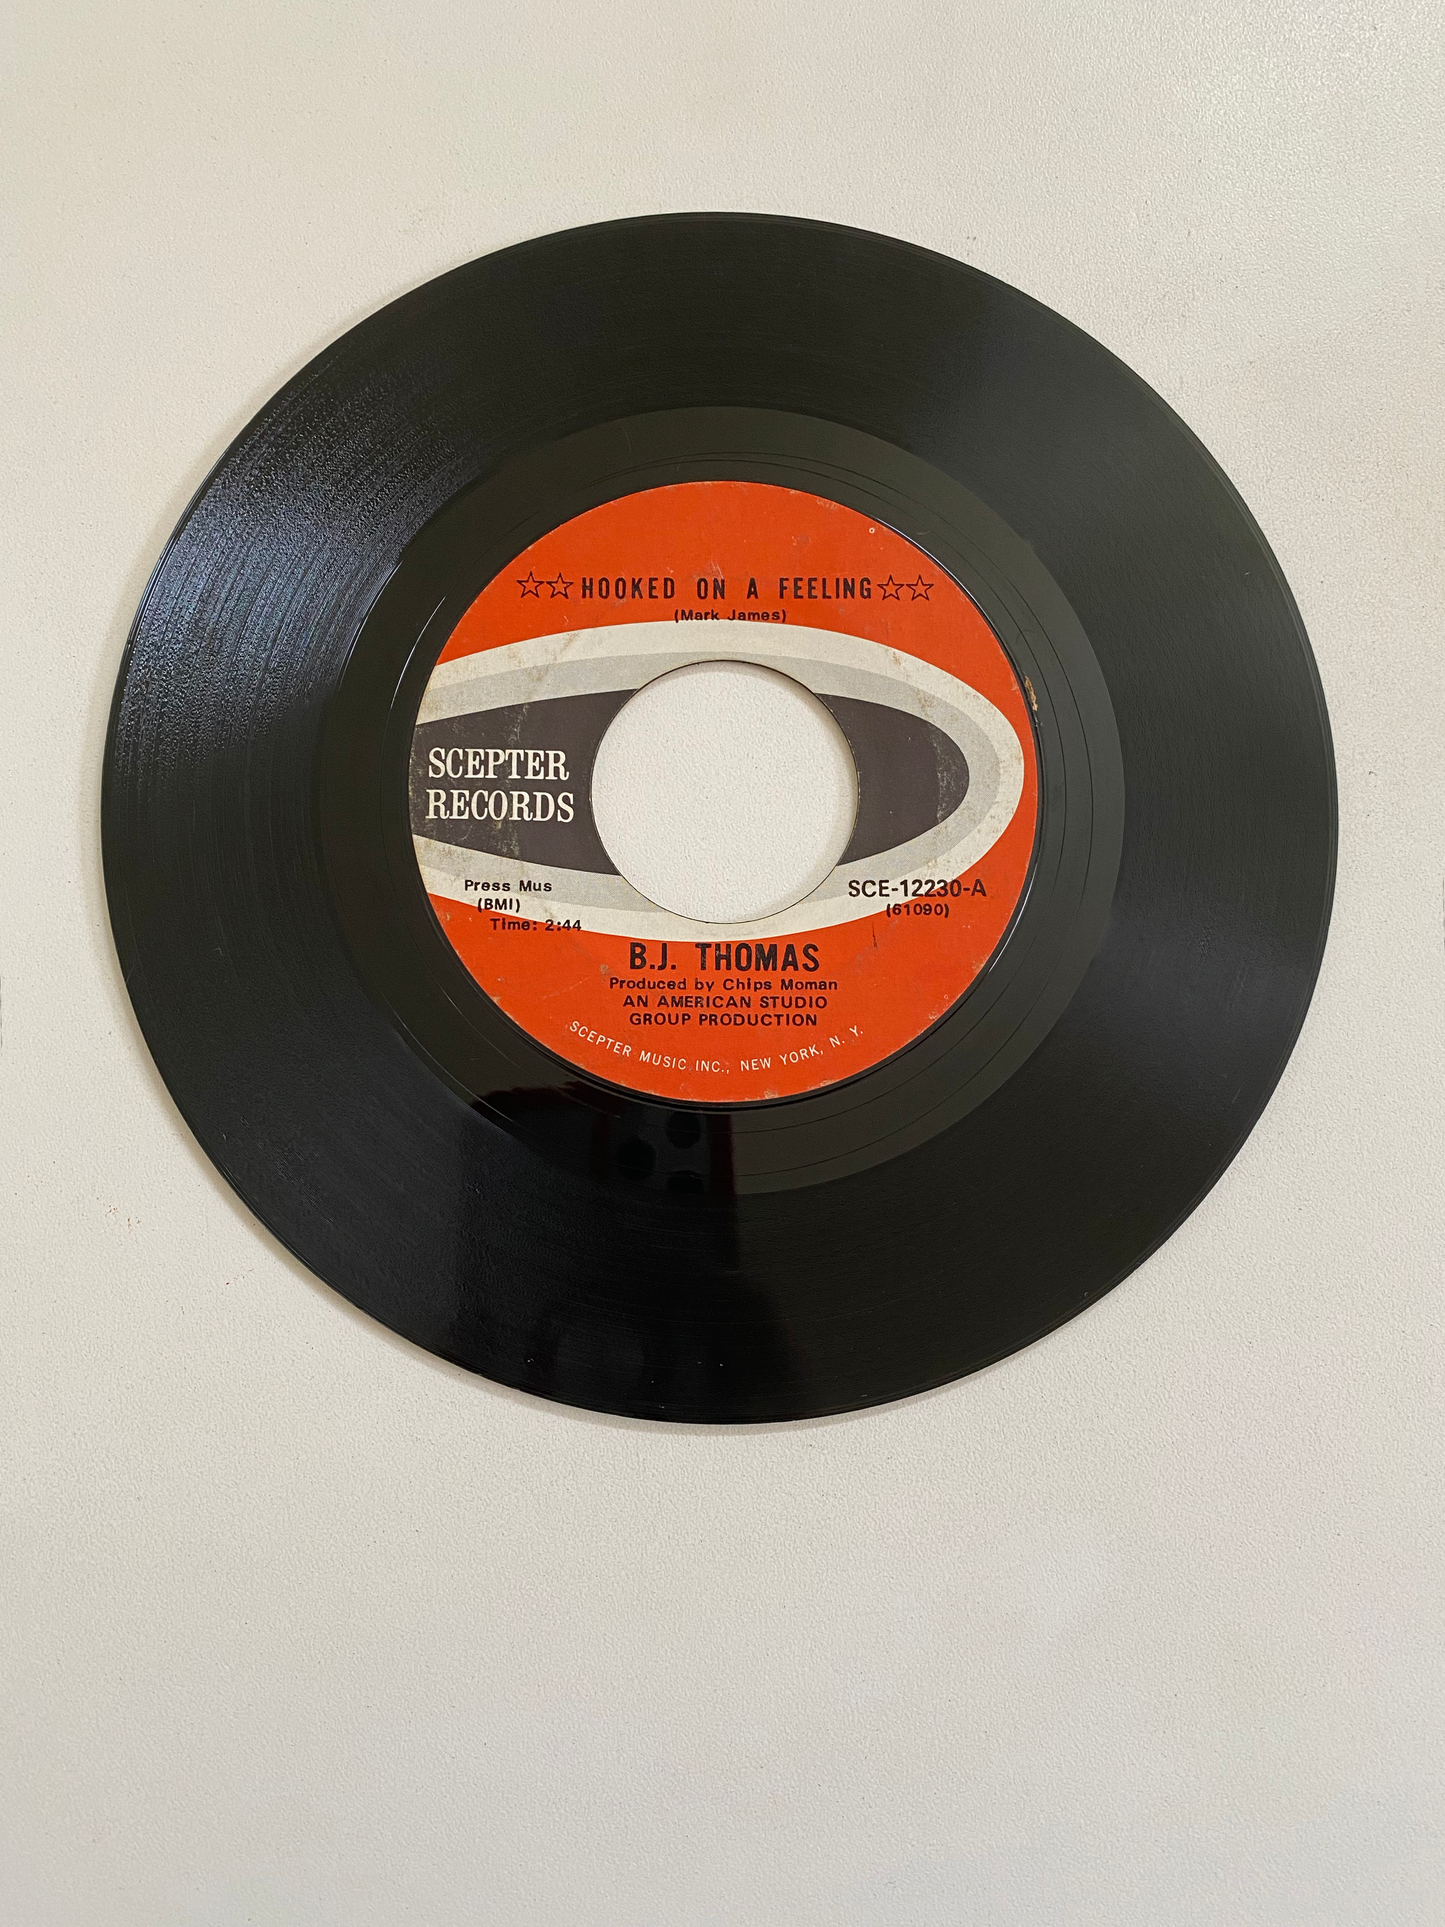 ☆☆HOOKED ON A FEELING☆☆
(Mark James)
SCEPTER
RECORDS
Press Mus
(BMI)
Time: 2:44
SCE-12230-A
(61090)
B.J. THOMAS
Produced by Chips Moman
AN AMERICAN STUDIO
GROUP PRODUCTION
SCEPTER MUSIC INC., NEW YORK, N. Y.